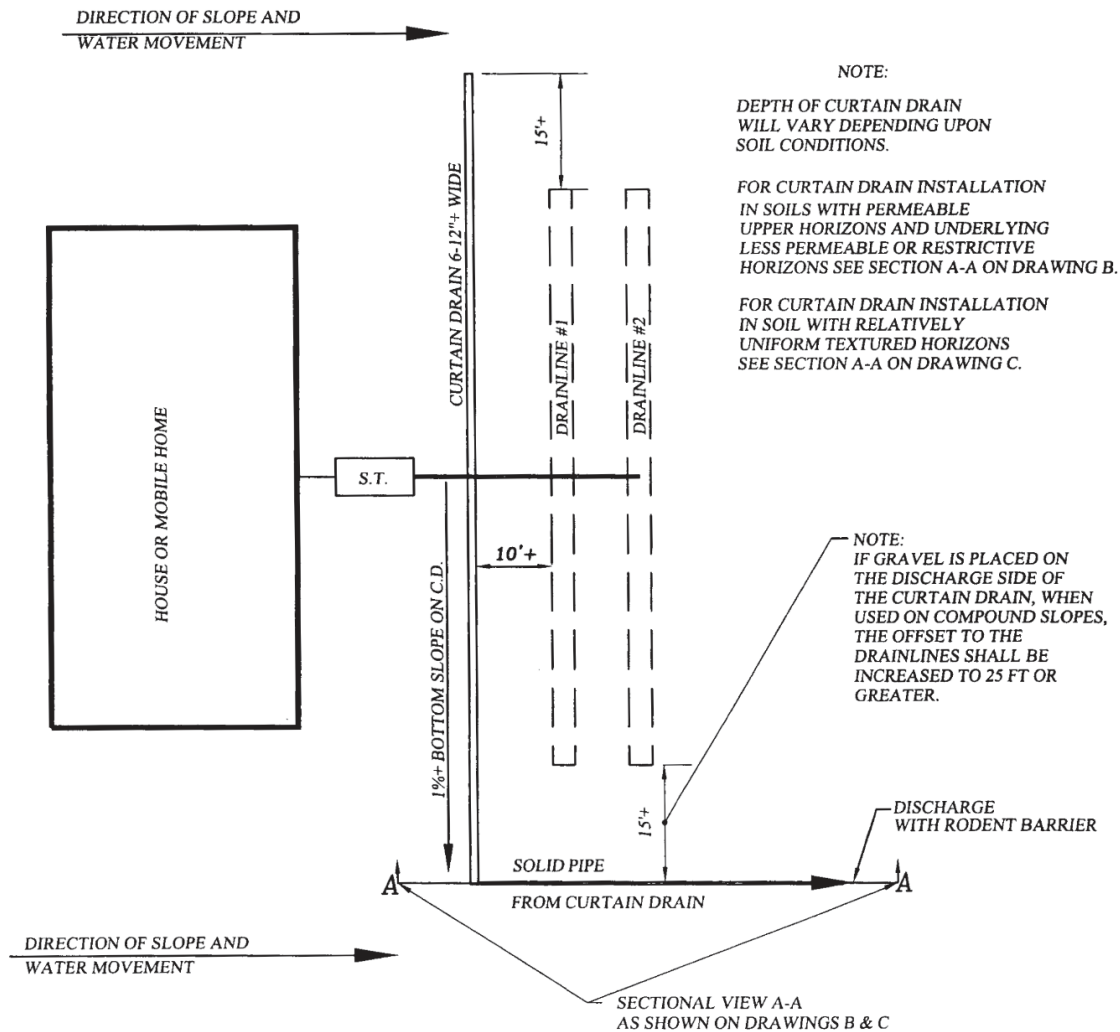 DIRECTION OF SLOPE AND
WATER MOVEMENT
NOTE:
DEPTH OF CURTAIN DRAIN
WILL VARY DEPENDING UPON
SOIL CONDITIONS.
FOR CURTAIN DRAIN INSTALLATION
IN SOILS WITH PERMEABLE
UPPER HORIZONS AND UNDERLYING
LESS PERMEABLE OR RESTRICTIVE
HORIZONS SEE SECTION A-A ON DRAWING B.
FOR CURTAIN DRAIN INSTALLATION
IN SOIL WITH RELATIVELY
UNIFORM TEXTURED HORIZONS
SEE SECTION A-A ON DRAWING C.
15'+
CURTAIN DRAIN 6-12"+ WIDE
DRAINLINE #1
DRAINLINE #2
HOUSE OR MOBILE HOME
S.T.
10'+
1%+ BOTTOM SLOPE ON C.D.
NOTE:
IF GRAVEL IS PLACED ON
THE DISCHARGE SIDE OF
THE CURTAIN DRAIN, WHEN
USED ON COMPOUND SLOPES,
THE OFFSET TO THE
DRAINLINES SHALL BE
INCREASED TO 25 FT OR
GREATER.
15'+
DISCHARGE
WITH RODENT BARRIER
A
SOLID PIPE
A
FROM CURTAIN DRAIN
DIRECTION OF SLOPE AND
WATER MOVEMENT
SECTIONAL VIEW A-A
AS SHOWN ON DRAWINGS B & C